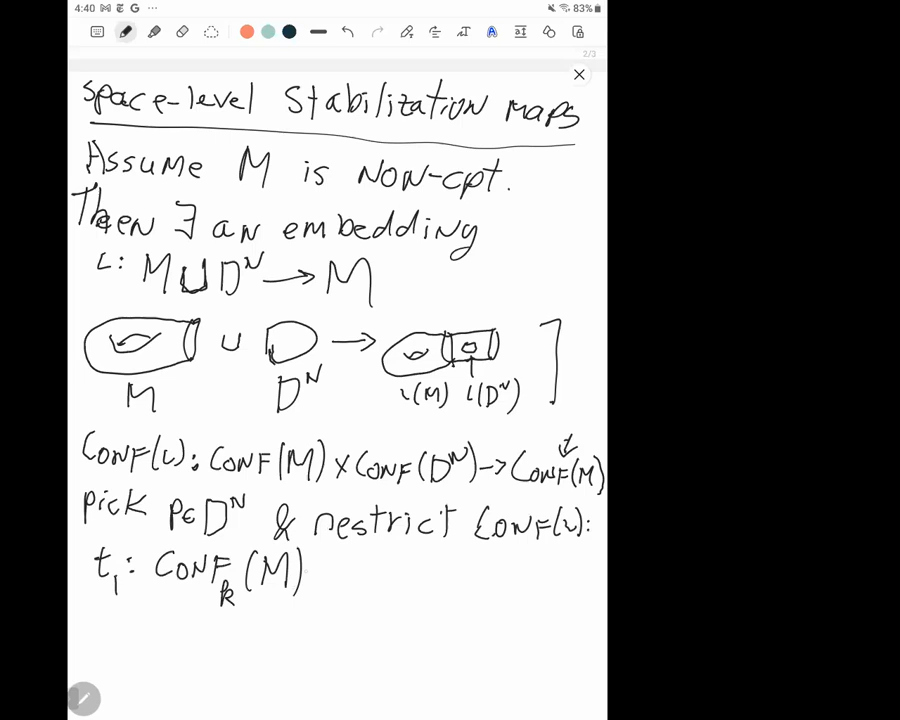 4:40 M G ... 83%
2/3
Space-level Stabilization maps
Assume M is non-cpt.
Then ∃ an embedding
L: M ⊔ D^N → M
∪ →
M D^N L(M) L(D^N)
t
Conf(L): Conf(M) x Conf(D^N) → Conf(M)
pick p∈D^N & restrict Conf(L):
t_1: Conf_k(M)